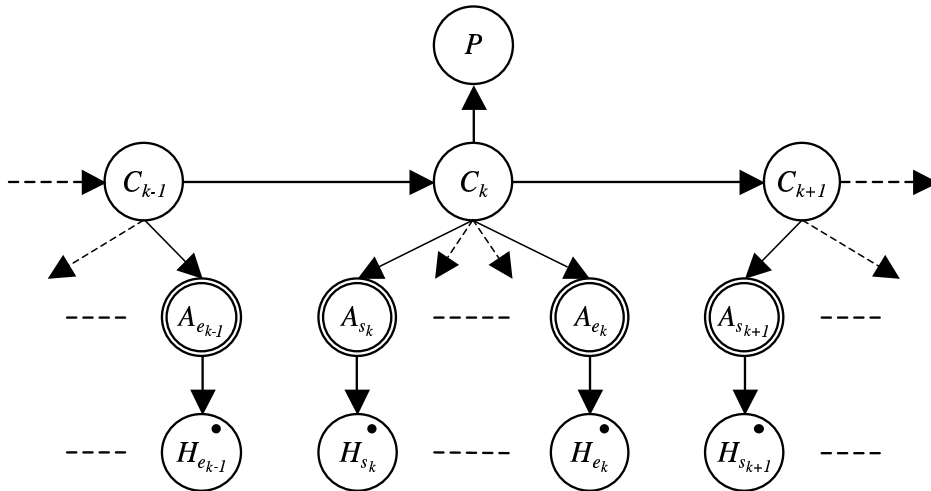 P
C_{k-1} C_k C_{k+1}
A_{e_{k-1}} A_{s_k} A_{e_k} A_{s_{k+1}}
H_{e_{k-1}} H_{s_k} H_{e_k} H_{s_{k+1}}